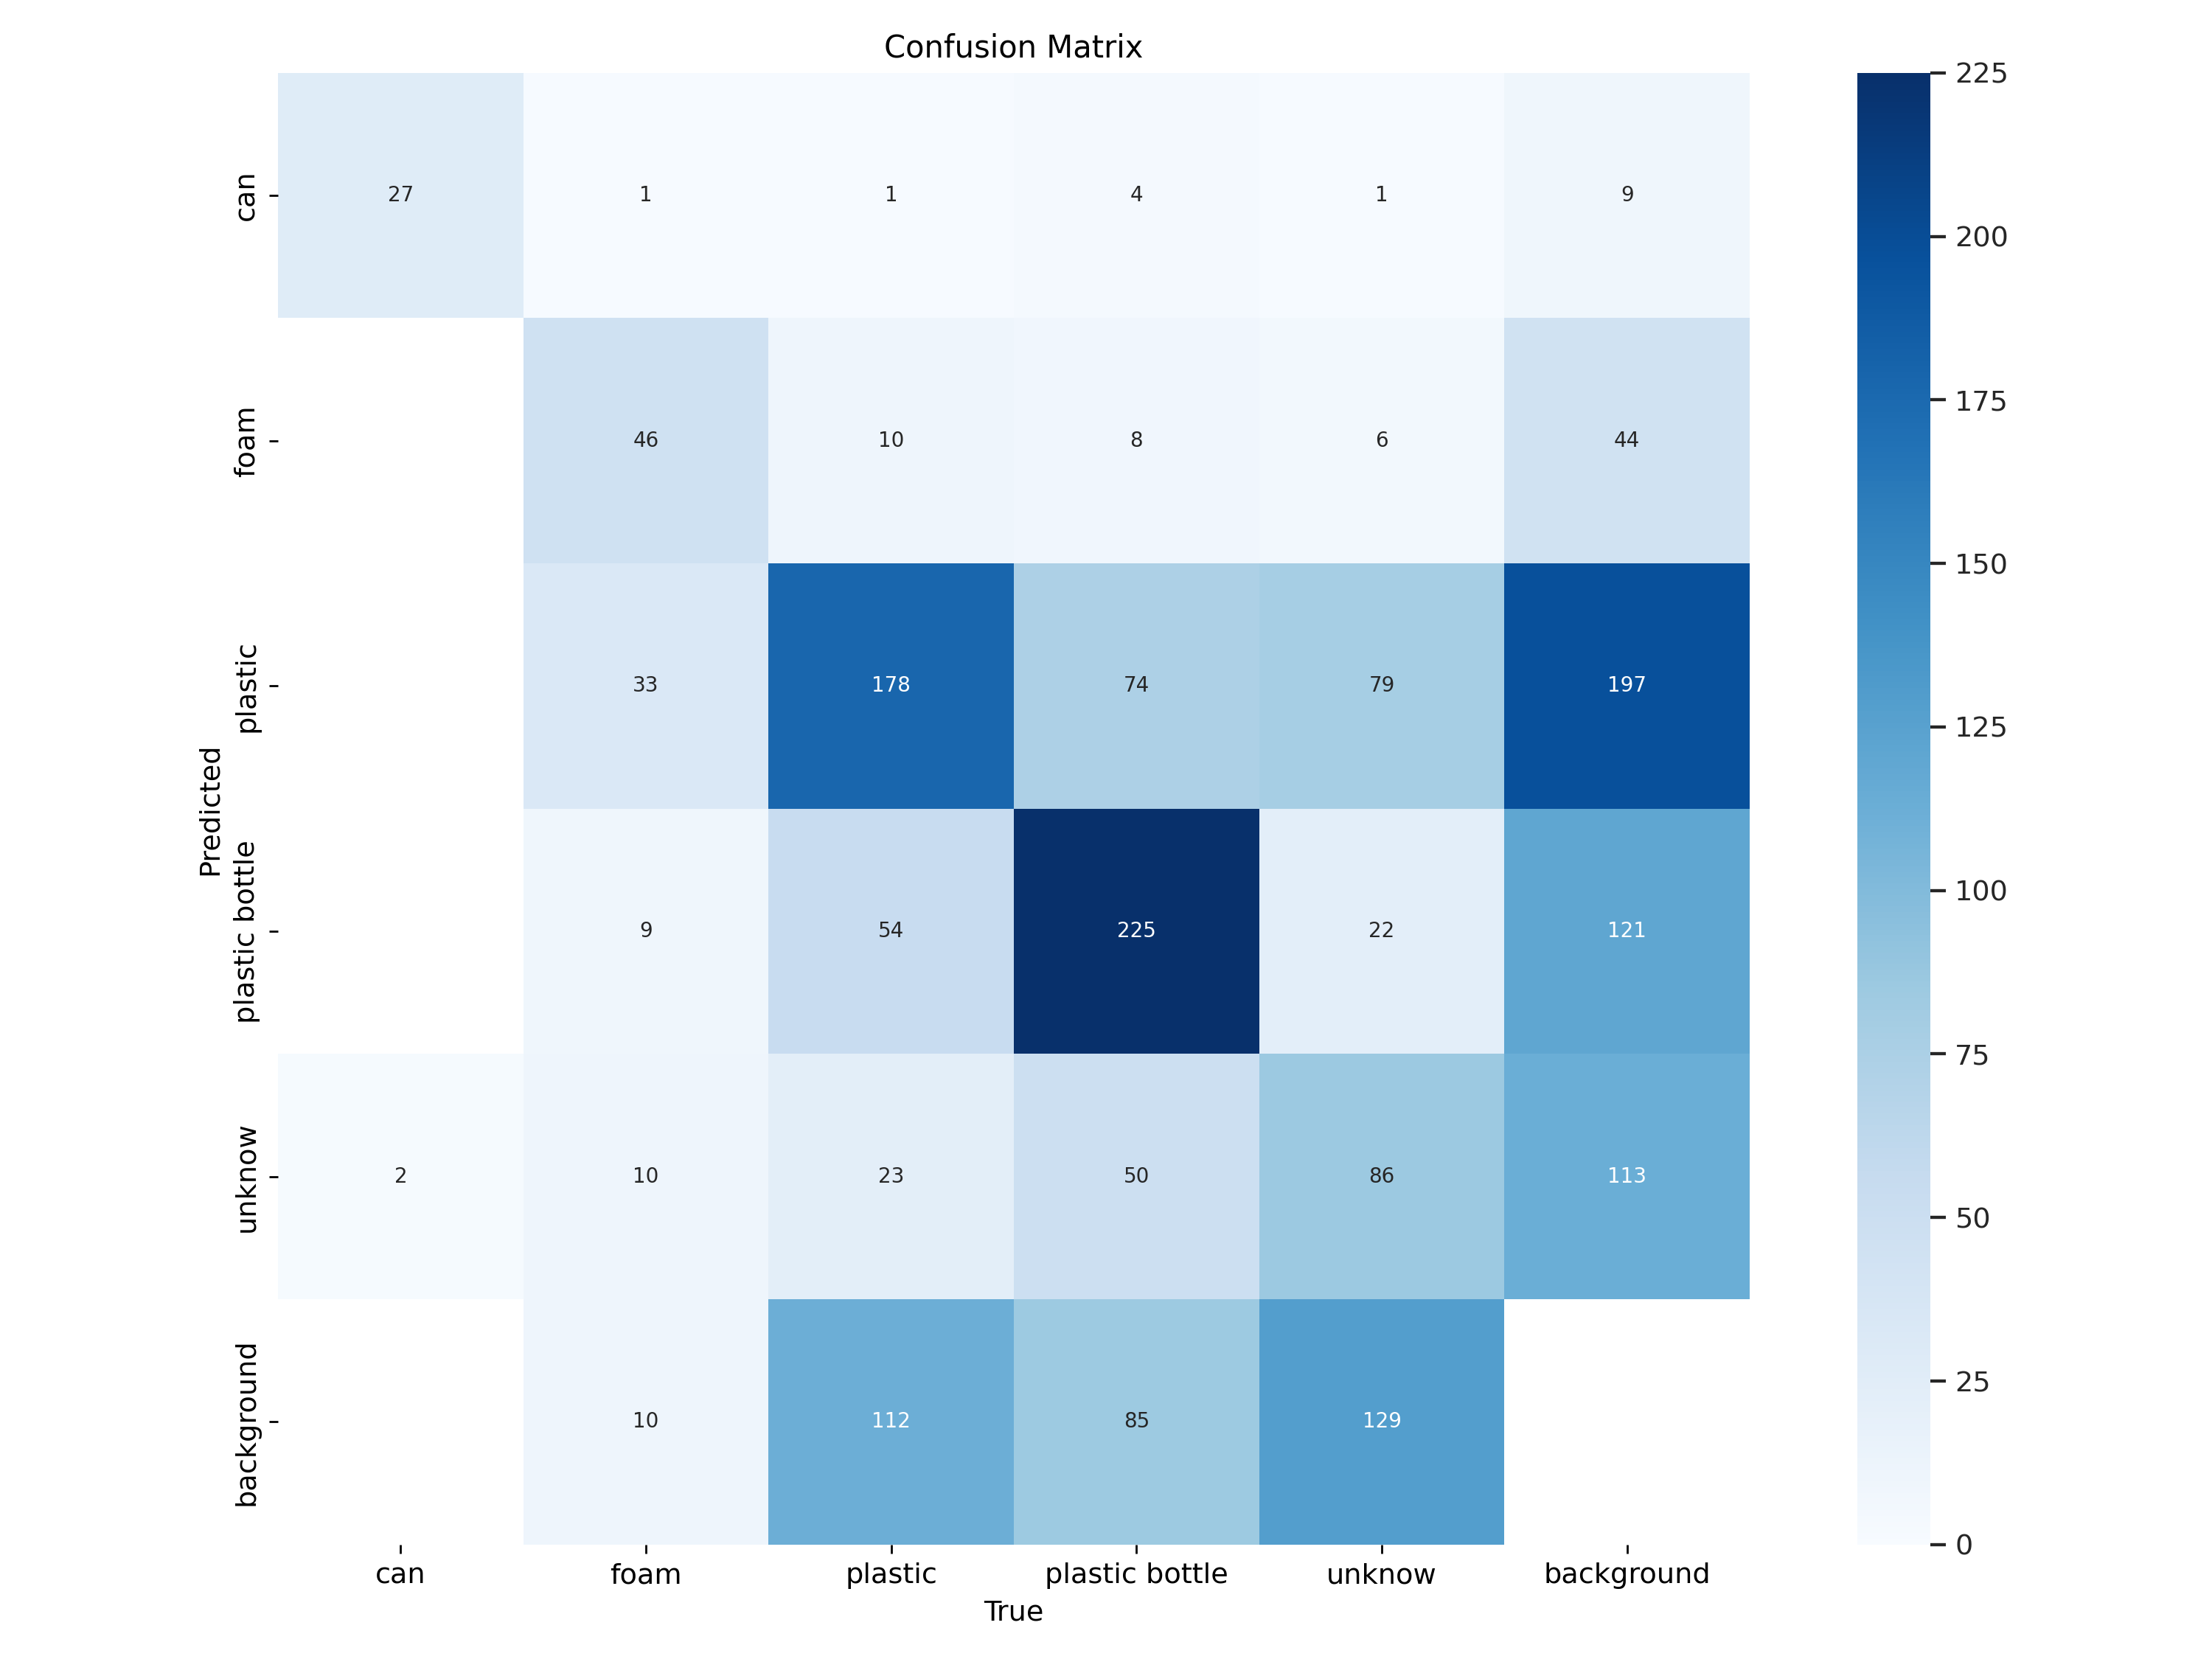 Confusion Matrix
can 27 1 1 4 1 9
foam 46 10 8 6 44
plastic 33 178 74 79 197
plastic bottle 9 54 225 22 121
unknow 2 10 23 50 86 113
background 10 112 85 129
Predicted
can foam plastic plastic bottle unknow background
True
225
200
175
150
125
100
75
50
25
0